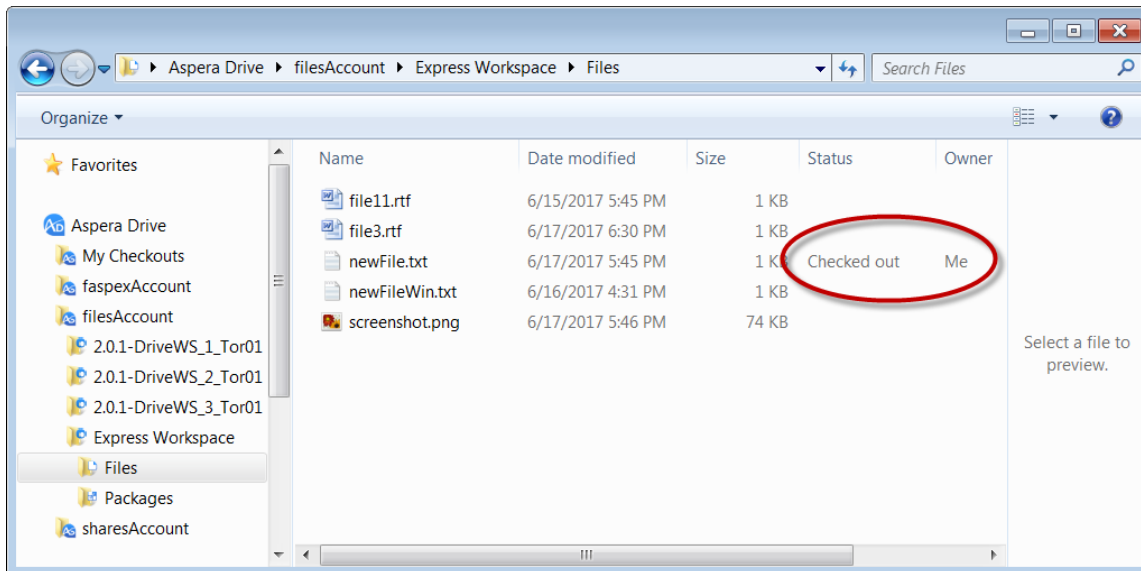 Aspera Drive filesAccount Express Workspace Files Search Files
Organize
Name Date modified Size Status Owner
Favorites
Aspera Drive
My Checkouts
faspexAccount
filesAccount
2.0.1-DriveWS_1_Tor01
2.0.1-DriveWS_2_Tor01
2.0.1-DriveWS_3_Tor01
Express Workspace
Files
Packages
sharesAccount
file11.rtf 6/15/2017 5:45 PM 1 KB
file3.rtf 6/17/2017 6:30 PM 1 KB
newFile.txt 6/17/2017 5:45 PM 1 KB Checked out Me
newFileWin.txt 6/16/2017 4:31 PM 1 KB
screenshot.png 6/17/2017 5:46 PM 74 KB
Select a file to
preview.